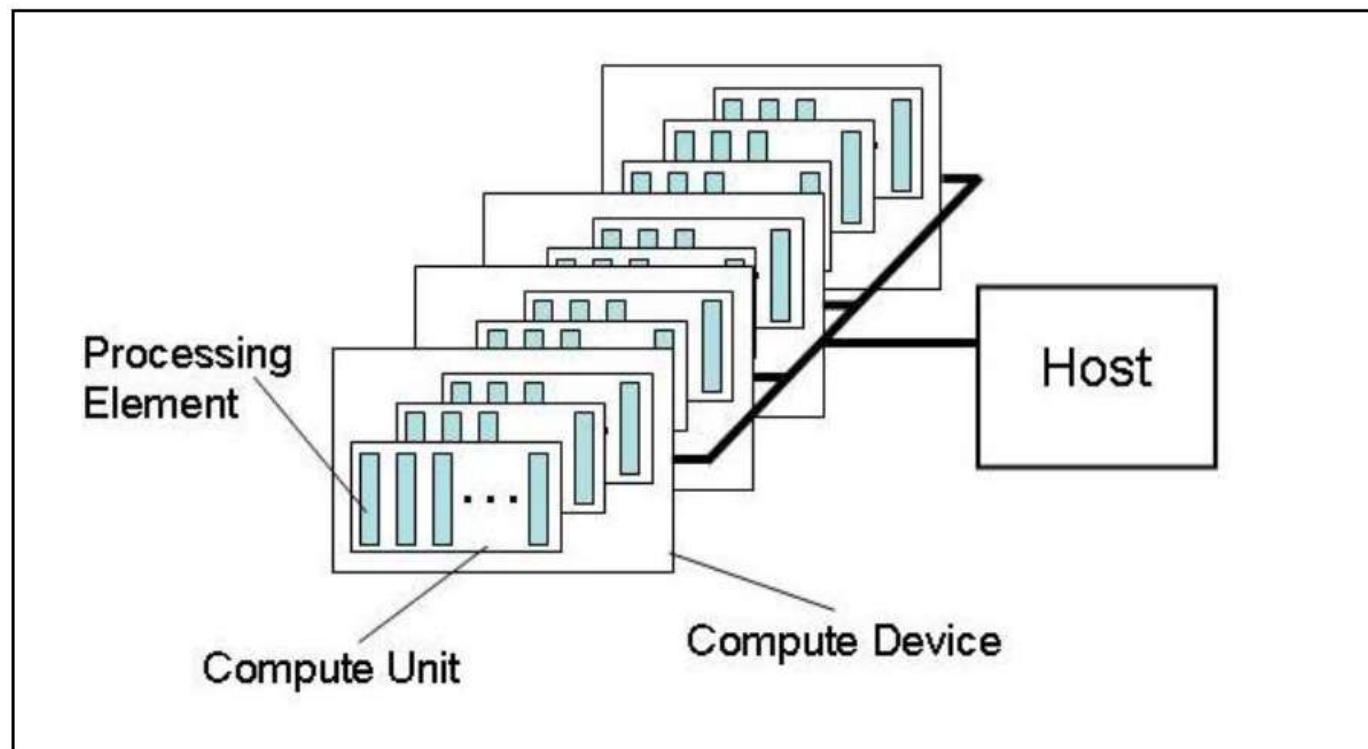 Processing
Element
Host
Compute Unit
Compute Device